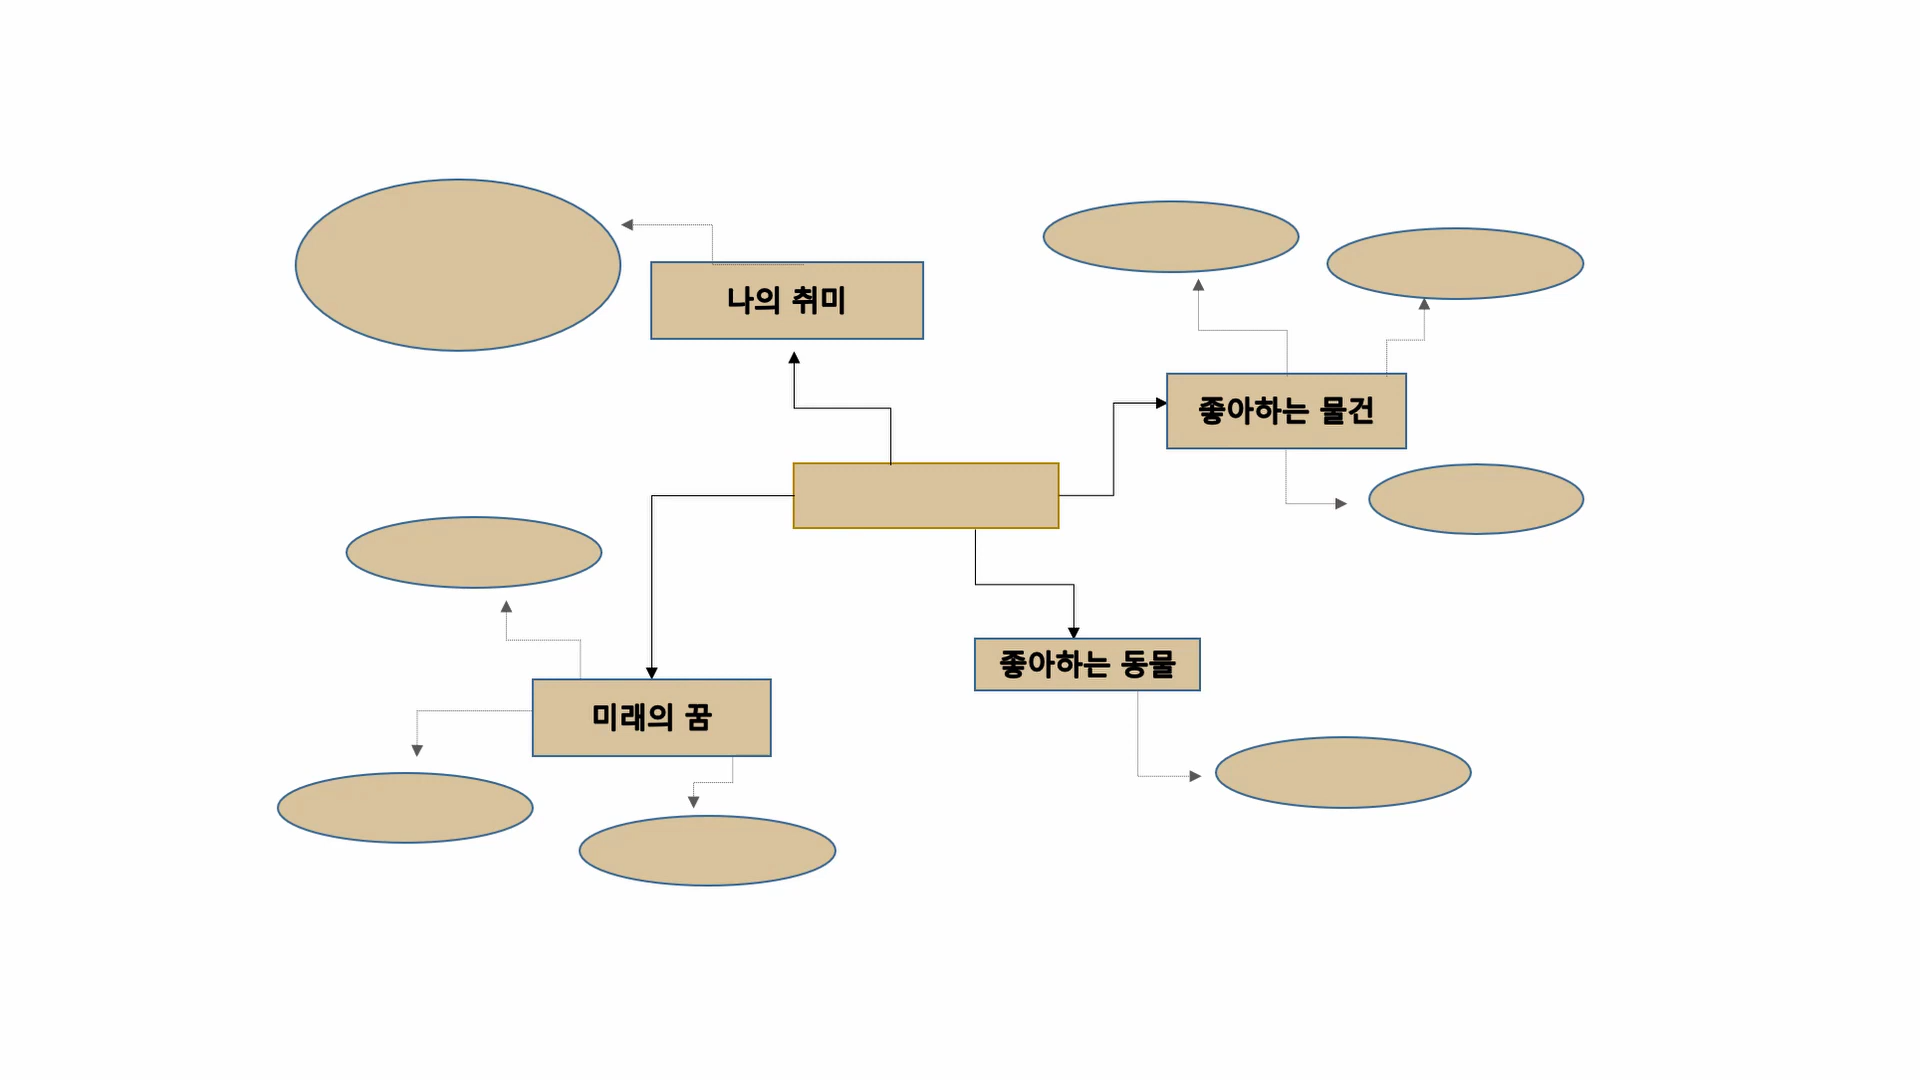 나의 취미
좋아하는 물건
좋아하는 동물
미래의 꿈